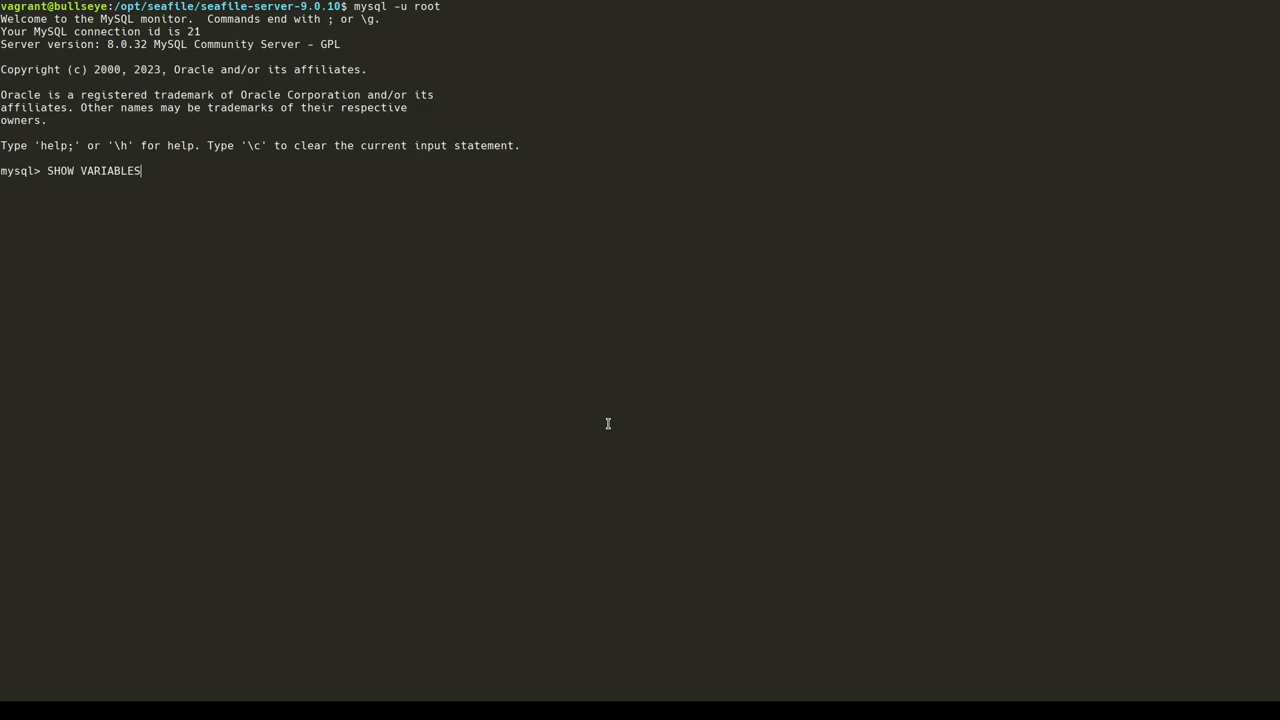 vagrant@bullseye:/opt/seafile/seafile-server-9.0.10$ mysql -u root
Welcome to the MySQL monitor.  Commands end with ; or \g.
Your MySQL connection id is 21
Server version: 8.0.32 MySQL Community Server - GPL
Copyright (c) 2000, 2023, Oracle and/or its affiliates.
Oracle is a registered trademark of Oracle Corporation and/or its
affiliates. Other names may be trademarks of their respective
owners.
Type 'help;' or '\h' for help. Type '\c' to clear the current input statement.
mysql> SHOW VARIABLES